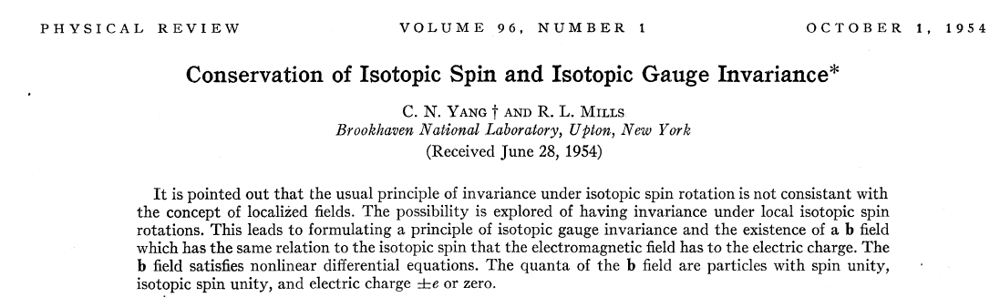 PHYSICAL REVIEW VOLUME 96, NUMBER 1 OCTOBER 1, 1954
Conservation of Isotopic Spin and Isotopic Gauge Invariance*
C. N. YANG † AND R. L. MILLS
Brookhaven National Laboratory, Upton, New York
(Received June 28, 1954)
It is pointed out that the usual principle of invariance under isotopic spin rotation is not consistant with
the concept of localized fields. The possibility is explored of having invariance under local isotopic spin
rotations. This leads to formulating a principle of isotopic gauge invariance and the existence of a b field
which has the same relation to the isotopic spin that the electromagnetic field has to the electric charge. The
b field satisfies nonlinear differential equations. The quanta of the b field are particles with spin unity,
isotopic spin unity, and electric charge ±e or zero.